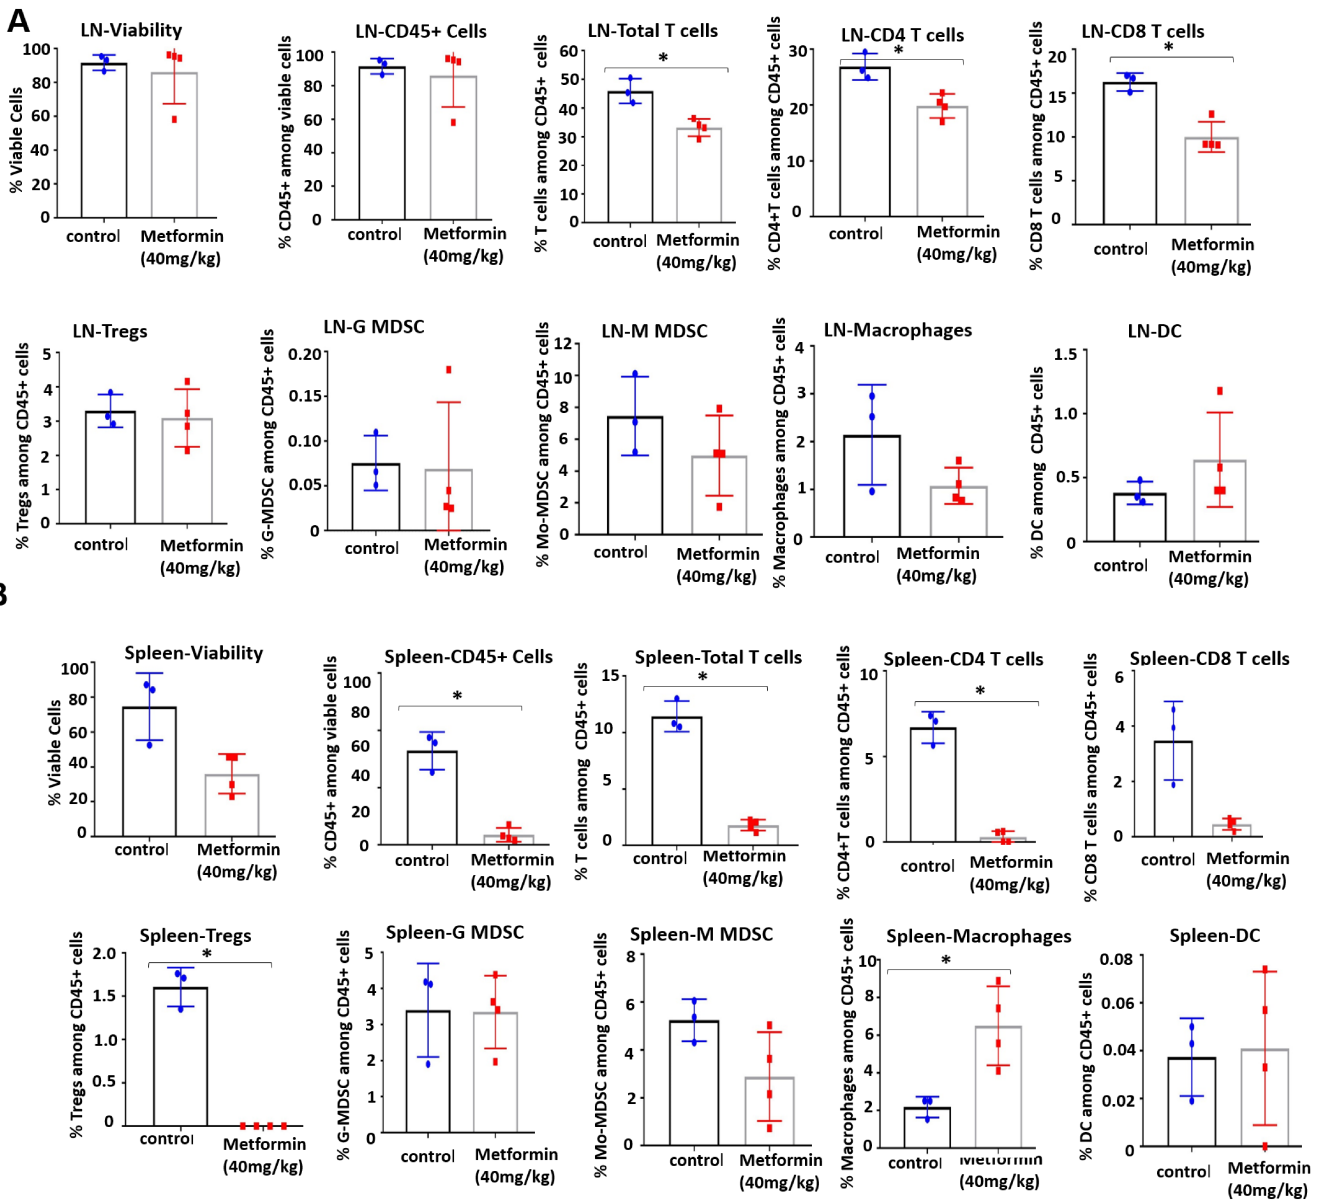 A
LN-Viability
% Viable Cells
100
80
60
40
20
0
control
Metformin
(40mg/kg)
LN-CD45+ Cells
% CD45+ among viable cells
100
80
60
40
20
0
control
Metformin
(40mg/kg)
LN-Total T cells
% T cells among CD45+ cells
60
50
40
30
20
10
0
*
control
Metformin
(40mg/kg)
LN-CD4 T cells
% CD4+T cells among CD45+ cells
30
20
10
0
*
control
Metformin
(40mg/kg)
LN-CD8 T cells
% CD8 T cells among CD45+ cells
20
15
10
5
0
*
control
Metformin
(40mg/kg)
LN-Tregs
% Tregs among CD45+ cells
5
4
3
2
1
0
control
Metformin
(40mg/kg)
LN-G MDSC
% G-MDSC among CD45+ cells
0.20
0.15
0.10
0.05
0
control
Metformin
(40mg/kg)
LN-M MDSC
% Mo-MDSC among CD45+ cells
12
10
8
6
4
2
0
control
Metformin
(40mg/kg)
LN-Macrophages
% Macrophages among CD45+ cells
4
3
2
1
0
control
Metformin
(40mg/kg)
LN-DC
% DC among CD45+ cells
1.5
1.0
0.5
0
control
Metformin
(40mg/kg)
B
Spleen-Viability
% Viable Cells
100
80
60
40
20
0
control
Metformin
(40mg/kg)
Spleen-CD45+ Cells
% CD45+ among viable cells
100
80
60
40
20
0
*
control
Metformin
(40mg/kg)
Spleen-Total T cells
% T cells among CD45+ cells
15
10
5
0
*
control
Metformin
(40mg/kg)
Spleen-CD4 T cells
% CD4+T cells among CD45+ cells
10
5
0
*
control
Metformin
(40mg/kg)
Spleen-CD8 T cells
% CD8 T cells among CD45+ cells
6
4
2
0
control
Metformin
(40mg/kg)
Spleen-Tregs
% Tregs among CD45+ cells
2.0
1.5
1.0
0.5
0
*
control
Metformin
(40mg/kg)
Spleen-G MDSC
% G-MDSC among CD45+ cells
5
4
3
2
1
0
control
Metformin
(40mg/kg)
Spleen-M MDSC
% Mo-MDSC among CD45+ cells
8
6
4
2
0
control
Metformin
(40mg/kg)
Spleen-Macrophages
% Macrophages among CD45+ cells
10
8
6
4
2
0
*
control
Metformin
(40mg/kg)
Spleen-DC
% DC among CD45+ cells
0.08
0.06
0.04
0.02
0
control
Metformin
(40mg/kg)